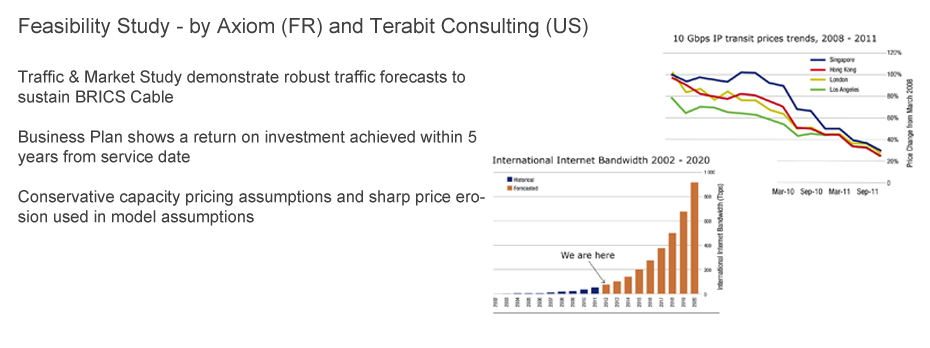 Feasibility Study - by Axiom (FR) and Terabit Consulting (US)
Traffic & Market Study demonstrate robust traffic forecasts to
sustain BRICS Cable
Business Plan shows a return on investment achieved within 5
years from service date
Conservative capacity pricing assumptions and sharp price ero-
sion used in model assumptions
10 Gbps IP transit prices trends, 2008 - 2011
Singapore
Hong Kong
London
Los Angeles
120%
100%
80%
60%
40%
20%
0
Price Change from March 2008
Mar-10 Sep-10 Mar-11 Sep-11
International Internet Bandwidth 2002 - 2020
Historical
Forecasted
We are here
1 000
800
600
400
200
0
International Internet Bandwidth (Tbps)
2002 2003 2004 2005 2006 2007 2008 2009 2010 2011 2012 2013 2014 2015 2016 2017 2018 2019 2020